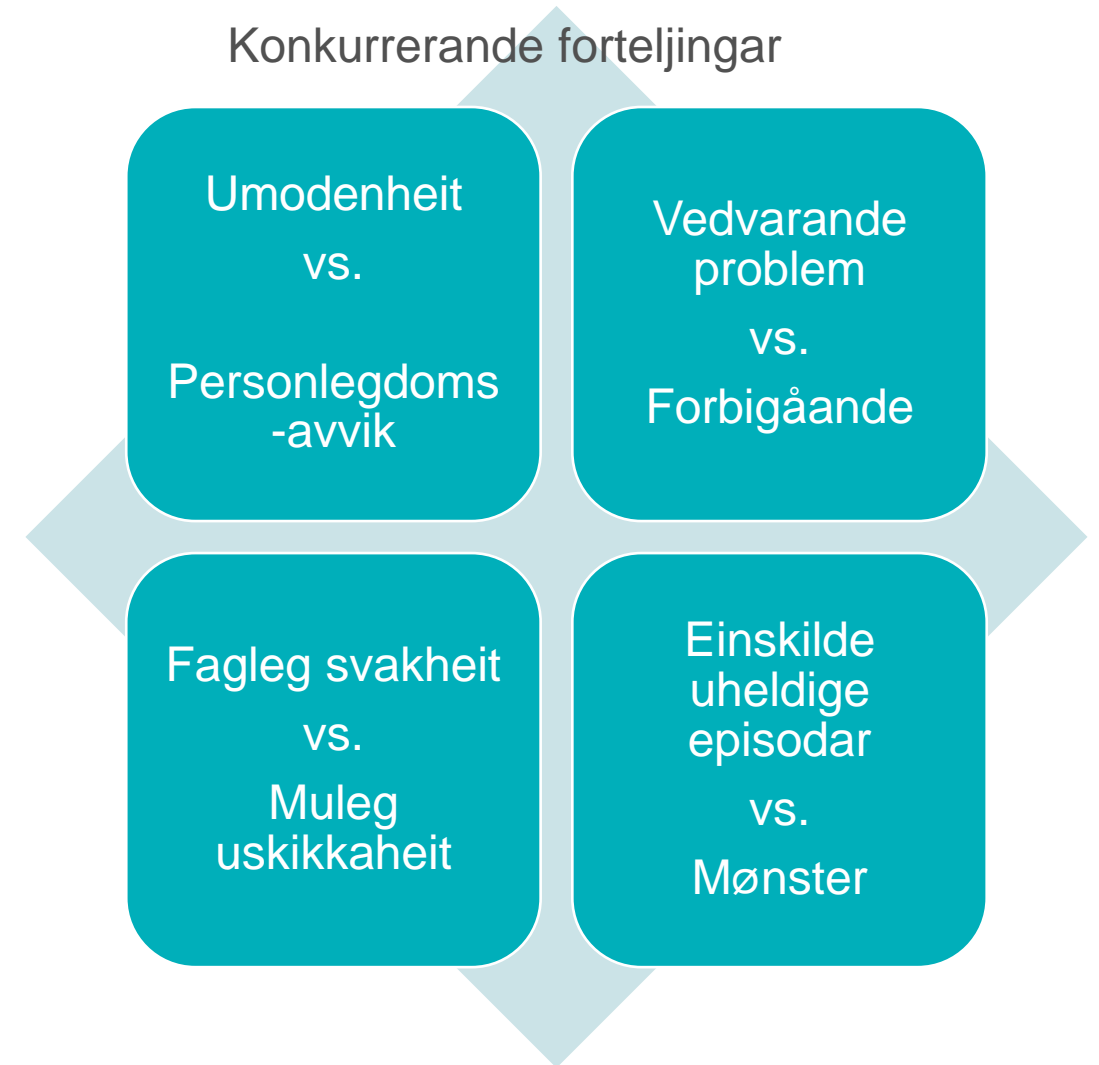 Konkurrerande forteljingar
Umodenheit
vs.
Personlegdoms
-avvik
Vedvarande
problem
vs.
Forbigåande
Fagleg svakheit
vs.
Muleg
uskikkaheit
Einskilde
uheldige
episodar
vs.
Mønster